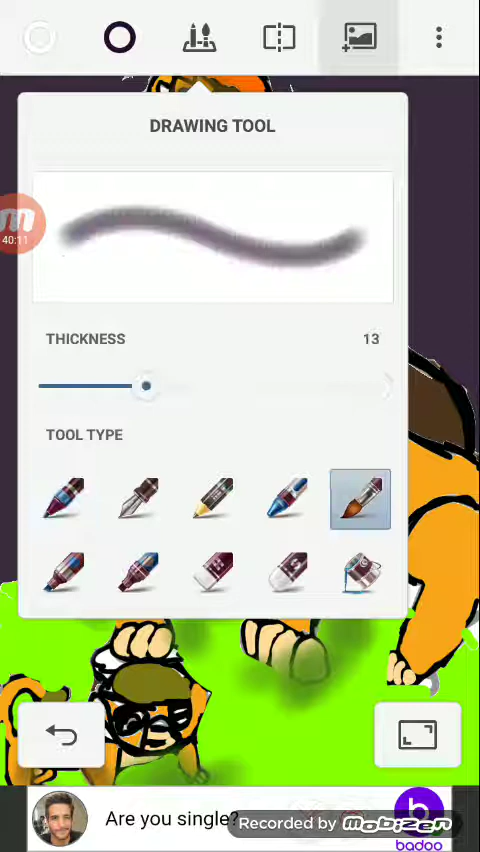 DRAWING TOOL
40:11
THICKNESS 13
TOOL TYPE
Are you single?
Recorded by MOBiZEN
badoo